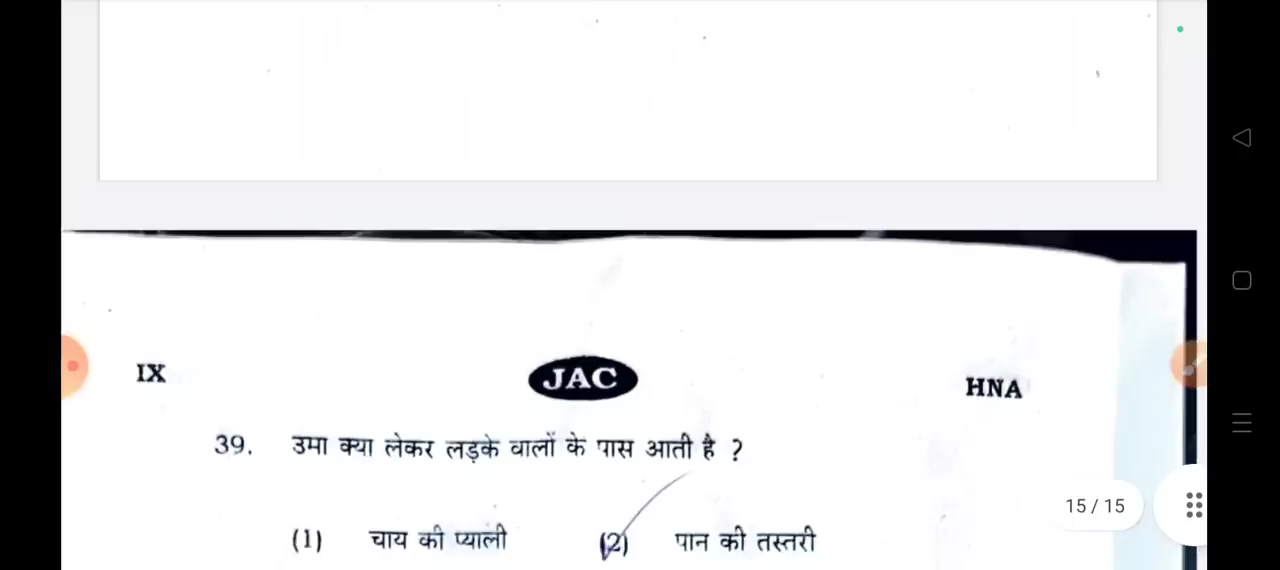 IX JAC HNA
39. उमा क्या लेकर लड़के वालों के पास आती है ?
15 / 15
(1) चाय की प्याली (2) पान की तस्तरी